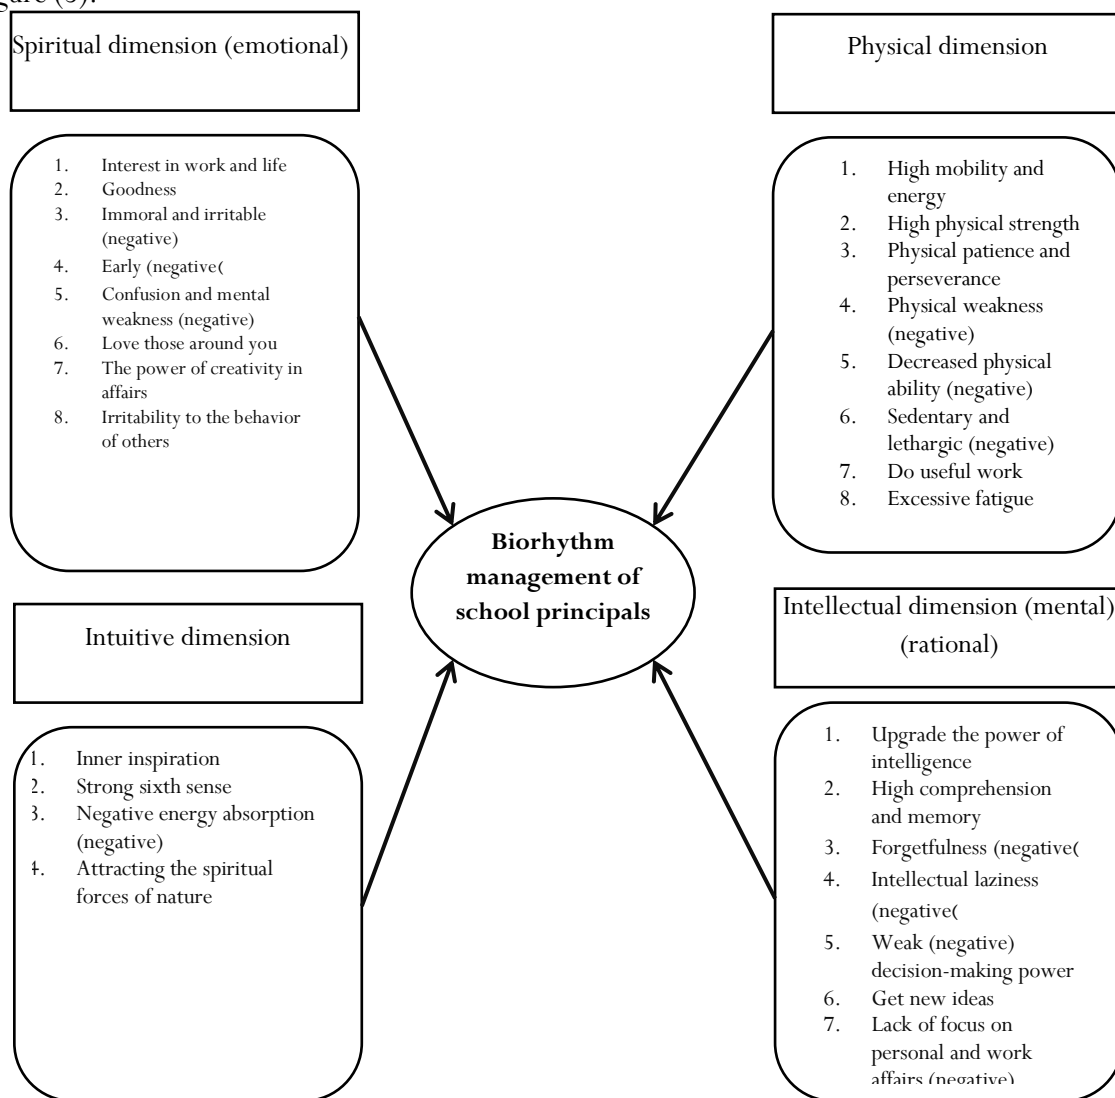 Spiritual dimension (emotional)
1. Interest in work and life
2. Goodness
3. Immoral and irritable
(negative)
4. Early (negative(
5. Confusion and mental
weakness (negative)
6. Love those around you
7. The power of creativity in
affairs
8. Irritability to the behavior
of others
Physical dimension
1. High mobility and
energy
2. High physical strength
3. Physical patience and
perseverance
4. Physical weakness
(negative)
5. Decreased physical
ability (negative)
6. Sedentary and
lethargic (negative)
7. Do useful work
8. Excessive fatigue
Biorhythm
management of
school principals
Intuitive dimension
1. Inner inspiration
2. Strong sixth sense
3. Negative energy absorption
(negative)
4. Attracting the spiritual
forces of nature
Intellectual dimension (mental)
(rational)
1. Upgrade the power of
intelligence
2. High comprehension
and memory
3. Forgetfulness (negative(
4. Intellectual laziness
(negative(
5. Weak (negative)
decision-making power
6. Get new ideas
7. Lack of focus on
personal and work
affairs (negative)